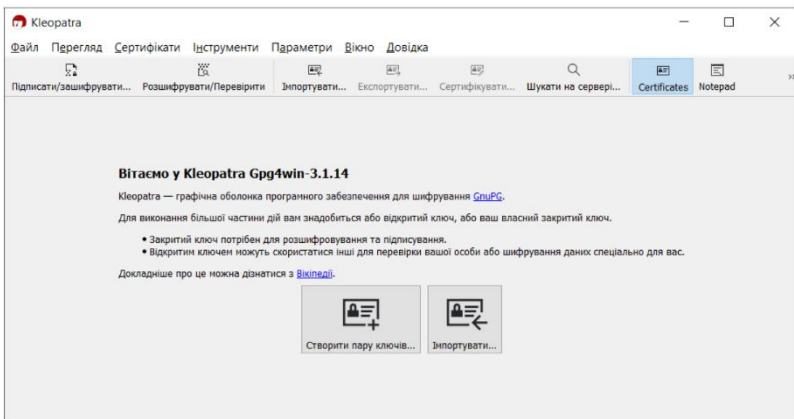 Kleopatra
Файл Перегляд Сертифікати Інструменти Параметри Вікно Довідка
Підписати/зашифрувати... Розшифрувати/Перевірити Імпортувати... Експортувати... Сертифікувати... Шукати на сервері... Certificates Notepad
Вітаємо у Kleopatra Gpg4win-3.1.14
Kleopatra — графічна оболонка програмного забезпечення для шифрування GnuPG.
Для виконання більшої частини дій вам знадобиться або відкритий ключ, або ваш власний закритий ключ.
• Закритий ключ потрібен для розшифровування та підписування.
• Відкритим ключем можуть скористатися інші для перевірки вашої особи або шифрування даних спеціально для вас.
Докладніше про це можна дізнатися з Вікіпедії.
Створити пару ключів... Імпортувати...